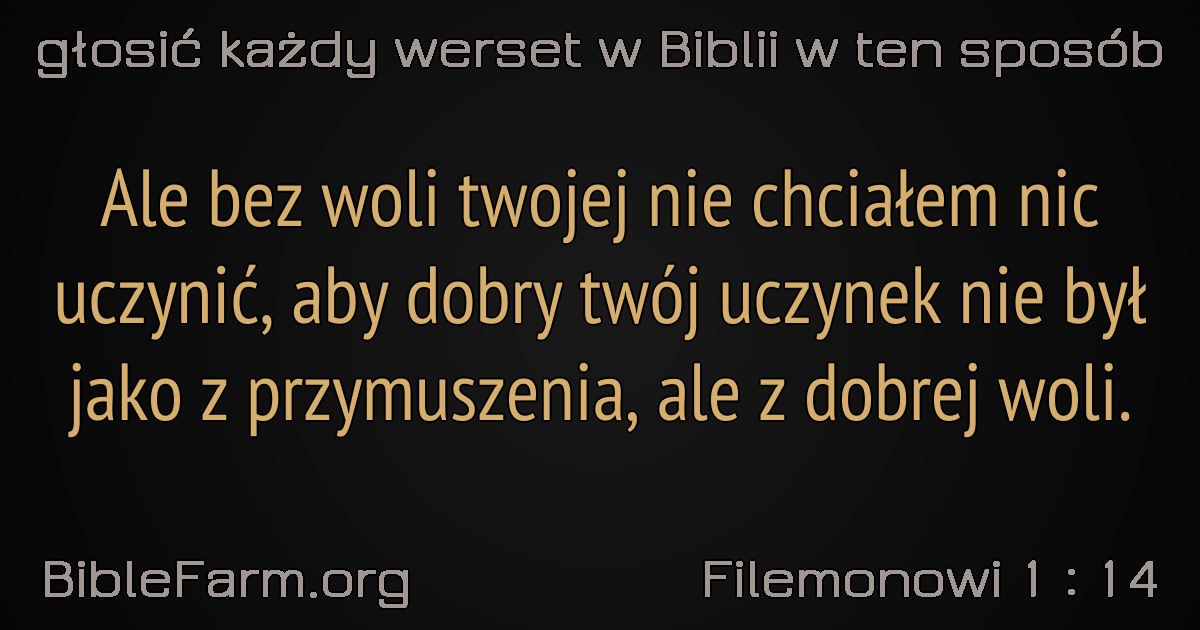 głosić każdy werset w Biblii w ten sposób
Ale bez woli twojej nie chciałem nic
uczynić, aby dobry twój uczynek nie był
jako z przymuszenia, ale z dobrej woli.
BibleFarm.org
Filemonowi 1 : 14